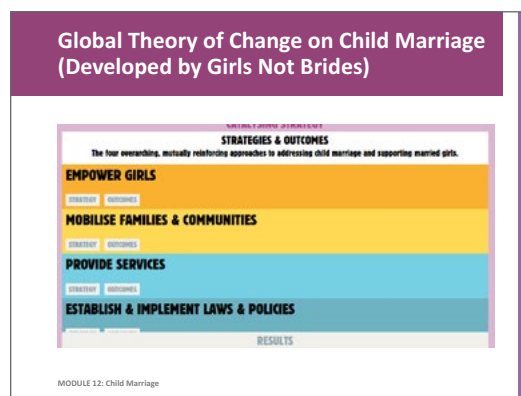 Global Theory of Change on Child Marriage
(Developed by Girls Not Brides)
CATALYSING STRATEGY
STRATEGIES & OUTCOMES
The four overarching, mutually reinforcing approaches to addressing child marriage and supporting married girls.
EMPOWER GIRLS
STRATEGY OUTCOMES
MOBILISE FAMILIES & COMMUNITIES
STRATEGY OUTCOMES
PROVIDE SERVICES
STRATEGY OUTCOMES
ESTABLISH & IMPLEMENT LAWS & POLICIES
RESULTS
MODULE 12: Child Marriage